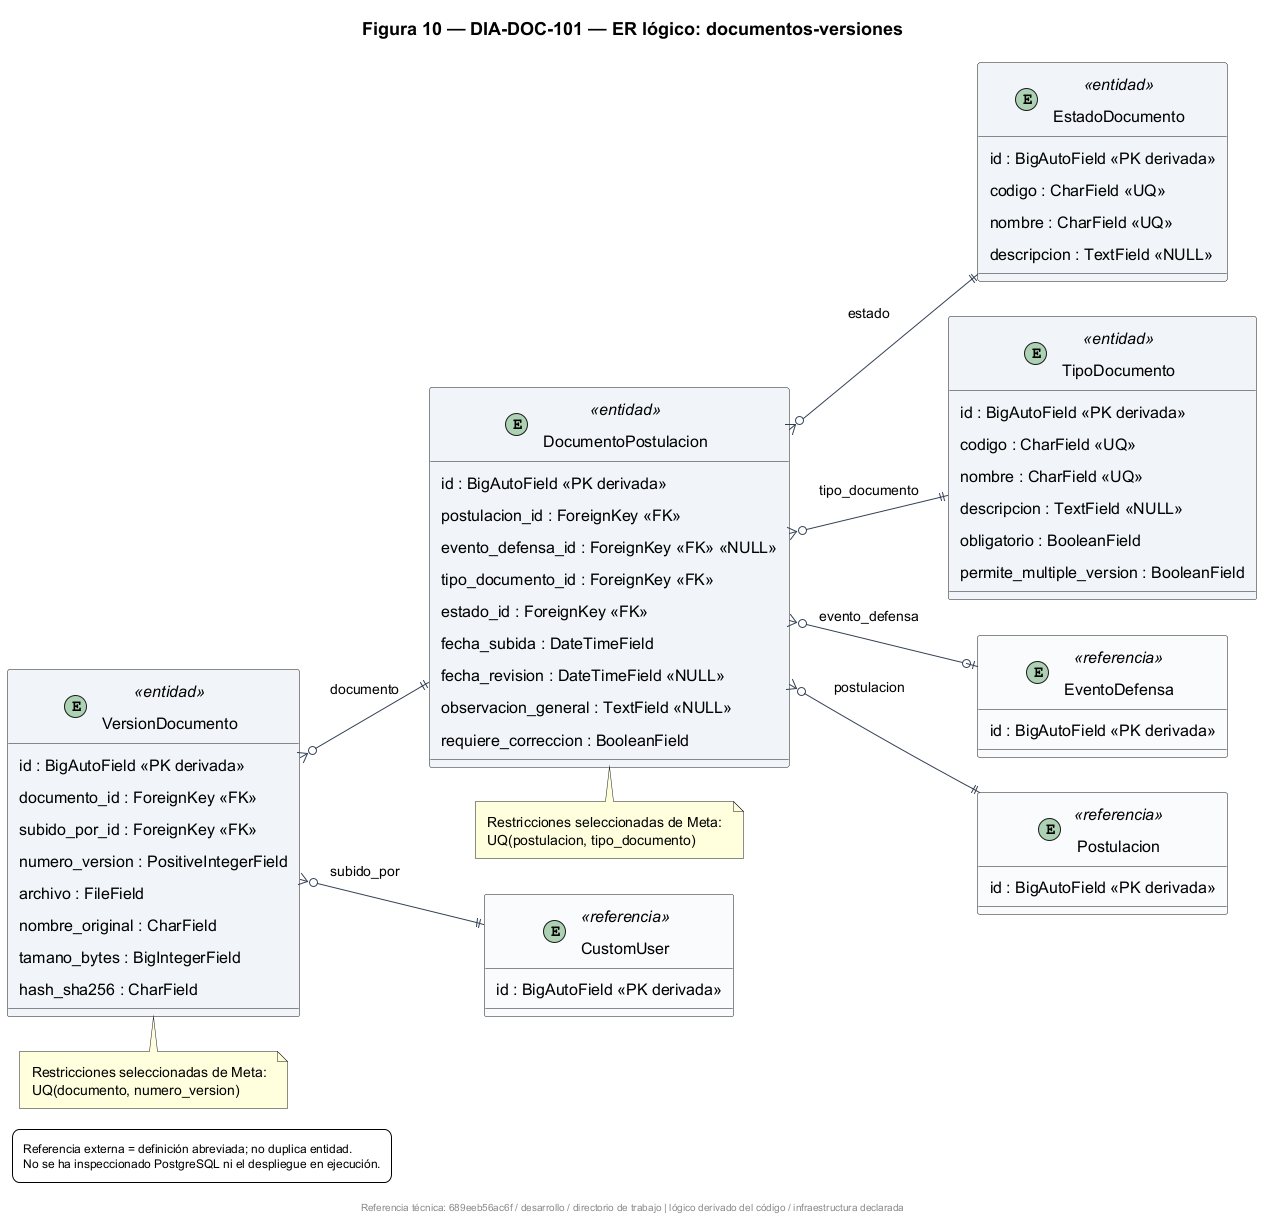 Figura 10 — DIA-DOC-101 — ER lógico: documentos-versiones
«entidad»
E
EstadoDocumento
id : BigAutoField «PK derivada»
codigo : CharField «UQ»
nombre : CharField «UQ»
descripcion : TextField «NULL»
estado
«entidad»
E
TipoDocumento
id : BigAutoField «PK derivada»
codigo : CharField «UQ»
nombre : CharField «UQ»
descripcion : TextField «NULL»
obligatorio : BooleanField
permite_multiple_version : BooleanField
tipo_documento
«entidad»
E
DocumentoPostulacion
id : BigAutoField «PK derivada»
postulacion_id : ForeignKey «FK»
evento_defensa_id : ForeignKey «FK» «NULL»
tipo_documento_id : ForeignKey «FK»
estado_id : ForeignKey «FK»
fecha_subida : DateTimeField
fecha_revision : DateTimeField «NULL»
observacion_general : TextField «NULL»
requiere_correccion : BooleanField
evento_defensa
«referencia»
E
EventoDefensa
id : BigAutoField «PK derivada»
postulacion
«referencia»
E
Postulacion
id : BigAutoField «PK derivada»
documento
«entidad»
E
VersionDocumento
id : BigAutoField «PK derivada»
documento_id : ForeignKey «FK»
subido_por_id : ForeignKey «FK»
numero_version : PositiveIntegerField
archivo : FileField
nombre_original : CharField
tamano_bytes : BigIntegerField
hash_sha256 : CharField
Restricciones seleccionadas de Meta:
UQ(postulacion, tipo_documento)
subido_por
«referencia»
E
CustomUser
id : BigAutoField «PK derivada»
Restricciones seleccionadas de Meta:
UQ(documento, numero_version)
Referencia externa = definición abreviada; no duplica entidad.
No se ha inspeccionado PostgreSQL ni el despliegue en ejecución.
Referencia técnica: 689eeb56ac6f / desarrollo / directorio de trabajo | lógico derivado del código / infraestructura declarada